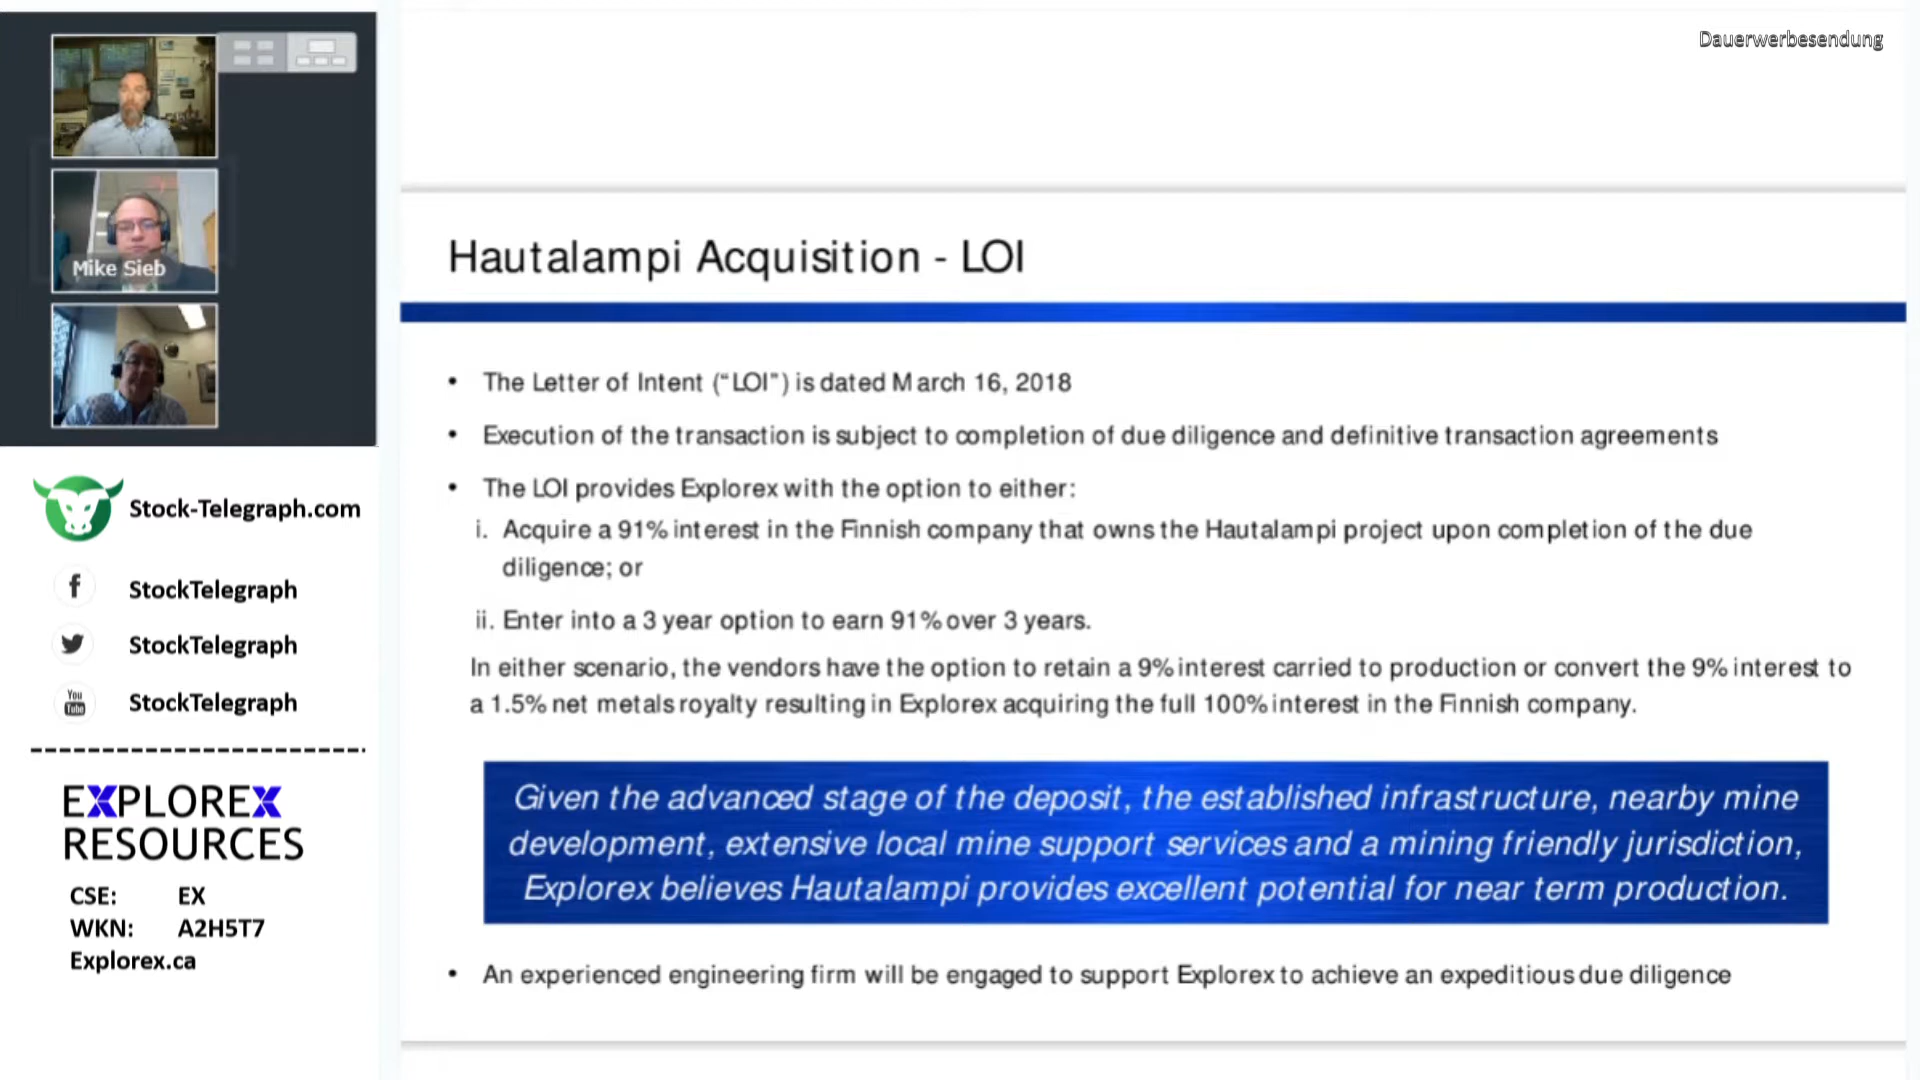 Dauerwerbesendung
Mike Sieb
Stock-Telegraph.com
f StockTelegraph
StockTelegraph
You Tube StockTelegraph
EXPLOREX
RESOURCES
CSE: EX
WKN: A2H5T7
Explorex.ca
Hautalampi Acquisition - LOI
• The Letter of Intent (“LOI”) is dated March 16, 2018
• Execution of the transaction is subject to completion of due diligence and definitive transaction agreements
• The LOI provides Explorex with the option to either:
i. Acquire a 91% interest in the Finnish company that owns the Hautalampi project upon completion of the due
diligence; or
ii. Enter into a 3 year option to earn 91% over 3 years.
In either scenario, the vendors have the option to retain a 9% interest carried to production or convert the 9% interest to
a 1.5% net metals royalty resulting in Explorex acquiring the full 100% interest in the Finnish company.
Given the advanced stage of the deposit, the established infrastructure, nearby mine
development, extensive local mine support services and a mining friendly jurisdiction,
Explorex believes Hautalampi provides excellent potential for near term production.
• An experienced engineering firm will be engaged to support Explorex to achieve an expeditious due diligence